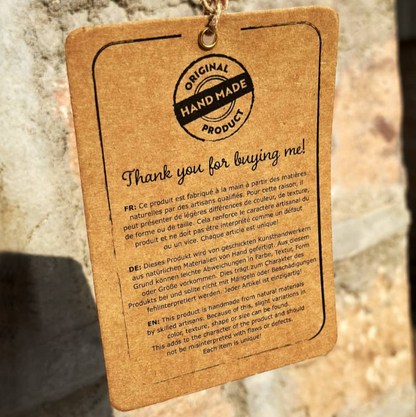 ORIGINAL
HAND MADE
PRODUCT
Thank you for buying me!
FR: Ce produit est fabriqué à la main à partir des matières
naturelles par des artisans qualifiés. Pour cette raison, il
peut présenter de légères différences de couleur, de texture,
de forme ou de taille. Cela renforce le caractère artisanal du
produit et ne doit pas être interprété comme un défaut
ou un vice. Chaque article est unique!
DE: Dieses Produkt wird von geschickten Kunsthandwerkern
aus natürlichen Materialien von Hand gefertigt. Aus diesem
Grund können leichte Abweichungen in Farbe, Textur, Form
oder Größe vorkommen. Dies trägt zum Charakter des
Produkts bei und sollte nicht mit Mängeln oder Beschädigungen
fehlinterpretiert werden. Jeder Artikel ist einzigartig!
EN: This product is handmade from natural materials
by skilled artisans. Because of this, slight variations in
color, texture, shape or size can be found.
This adds to the character of the product and should
not be misinterpreted with flaws or defects.
Each item is unique!